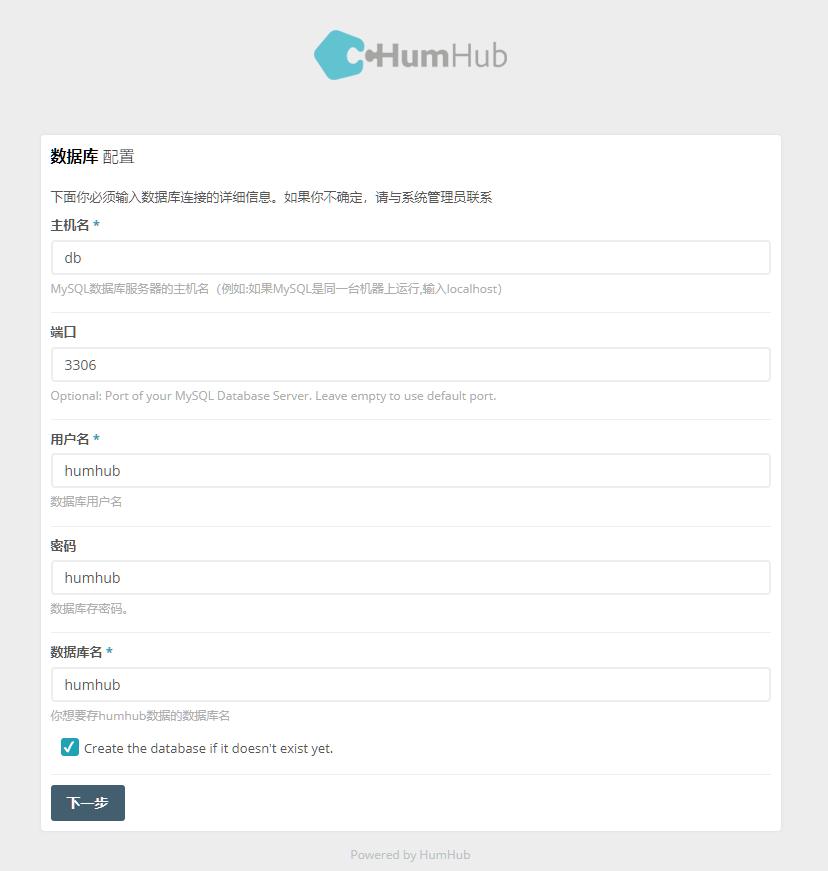 HumHub
数据库 配置
下面你必须输入数据库连接的详细信息。如果你不确定，请与系统管理员联系
主机名 *
db
MySQL数据库服务器的主机名（例如:如果MySQL是同一台机器上运行,输入localhost）
端口
3306
Optional: Port of your MySQL Database Server. Leave empty to use default port.
用户名 *
humhub
数据库用户名
密码
humhub
数据库存密码。
数据库名 *
humhub
你想要存humhub数据的数据库名
Create the database if it doesn't exist yet.
下一步
Powered by HumHub